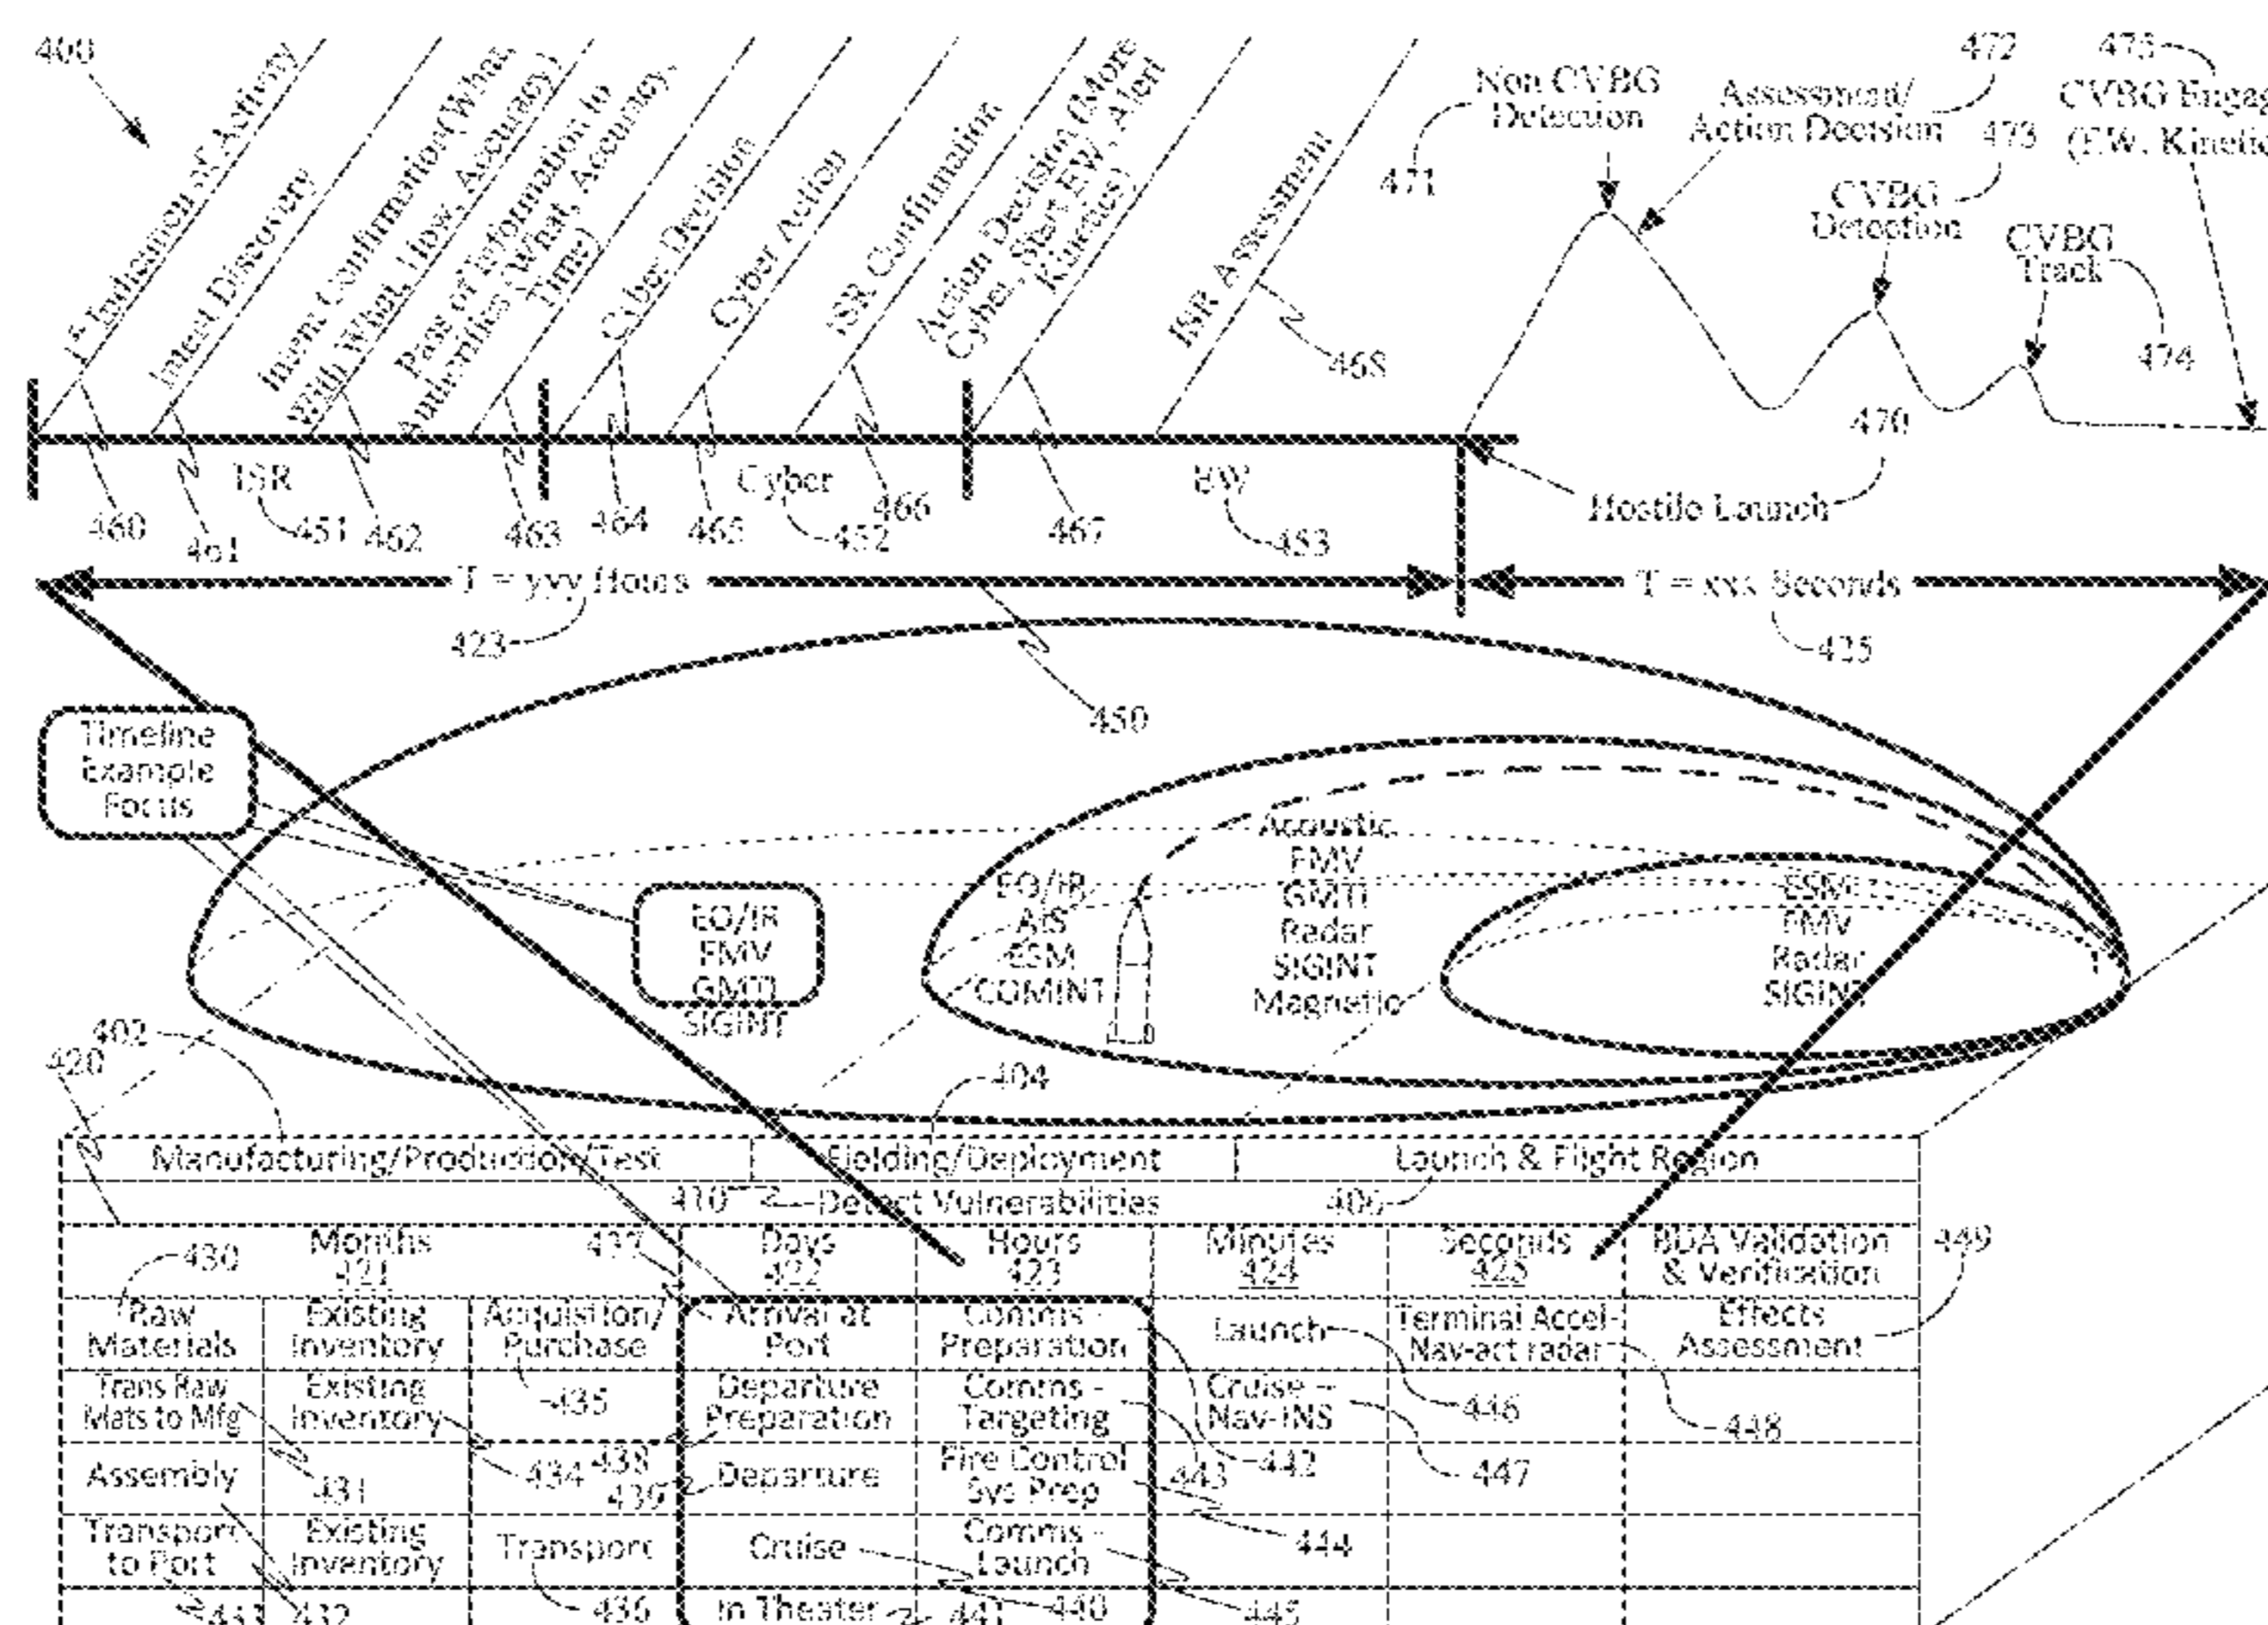 400
1st Indication of Activity
Intent Discovery
Intent Confirmation(What,
With What, How, Accuracy)
Pass of Information to
Authorities (What, Accuracy,
Time)
Cyber Decision
Cyber Action
ISR Confirmation
Action Decision (More
Cyber, Start EW, Alert
Kinetics)
ISR Assessment
468
471
Non CVBG
Detection
Assessment/
Action Decision
472
473
CVBG
Detection
CVBG
Track
474
475
CVBG Engag
(EW, Kinetic
ISR
451
Cyber
452
EW
453
460
461
462
463
464
465
466
467
470
Hostile Launch
T = yyy Hours
423
T = xxx Seconds
425
450
Timeline
Example
Focus
EO/IR
FMV
GMTI
SIGINT
EO/IR
AIS
ESM
COMINT
Acoustic
FMV
GMTI
Radar
SIGINT
Magnetic
ESM
FMV
Radar
SIGINT
402
420
404
Manufacturing/Production/Test
Fielding/Deployment
Launch & Flight Region
410
Detect Vulnerabilities
406
430
Months
421
437
Days
422
Hours
423
Minutes
424
Seconds
425
BDA Validation
& Verification
449
Raw
Materials
Existing
Inventory
Acquisition/
Purchase
Arrival at
Port
Comms -
Preparation
Launch
Terminal Accel-
Nav-act radar
Effects
Assessment
Trans Raw
Mats to Mfg
Existing
Inventory
435
Departure
Preparation
Comms -
Targeting
Cruise –
Nav-INS
446
448
Assembly
431
434
438
439
Departure
Fire Control
Sys Prep
443
442
447
Transport
to Port
Existing
Inventory
Transport
Cruise
Comms -
Launch
444
433
432
436
In Theater
441
440
445